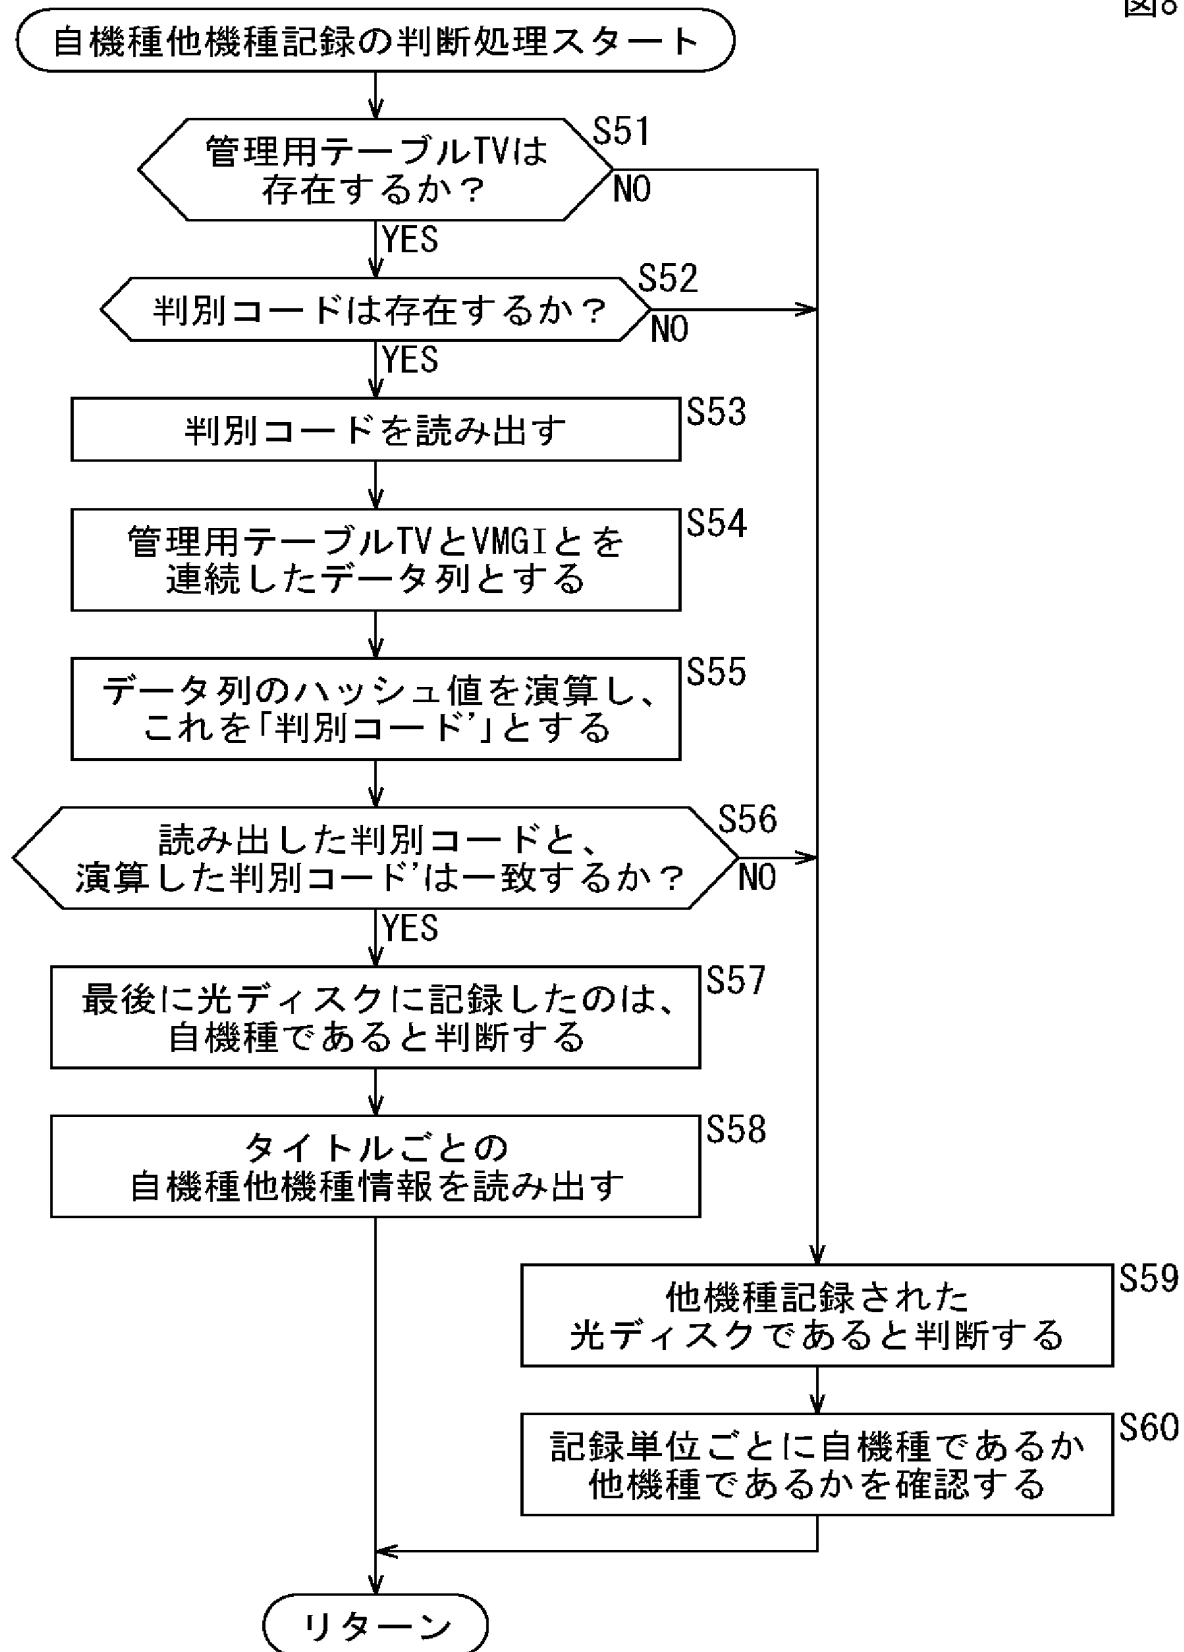 図8
自機種他機種記録の判断処理スタート
管理用テーブルTVは
存在するか？
S51
NO
YES
判別コードは存在するか？
S52
NO
YES
判別コードを読み出す
S53
管理用テーブルTVとVMGIとを
連続したデータ列とする
S54
データ列のハッシュ値を演算し、
これを「判別コード'」とする
S55
読み出した判別コードと、
演算した判別コード'は一致するか？
S56
NO
YES
最後に光ディスクに記録したのは、
自機種であると判断する
S57
タイトルごとの
自機種他機種情報を読み出す
S58
他機種記録された
光ディスクであると判断する
S59
記録単位ごとに自機種であるか
他機種であるかを確認する
S60
リターン